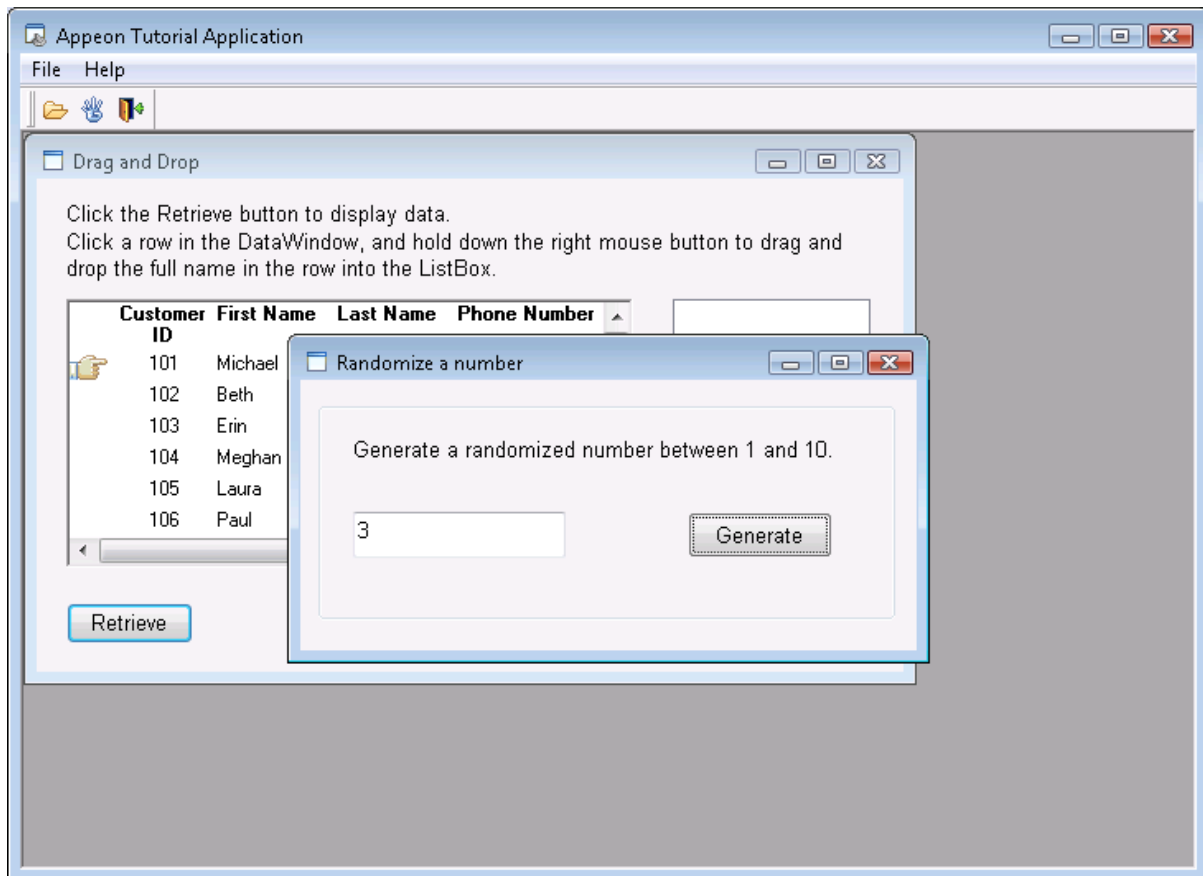 Appeon Tutorial Application
File Help
Drag and Drop
Click the Retrieve button to display data.
Click a row in the DataWindow, and hold down the right mouse button to drag and
drop the full name in the row into the ListBox.
Customer First Name Last Name Phone Number
ID
101 Michael
102 Beth
103 Erin
104 Meghan
105 Laura
106 Paul
Retrieve
Randomize a number
Generate a randomized number between 1 and 10.
3 Generate